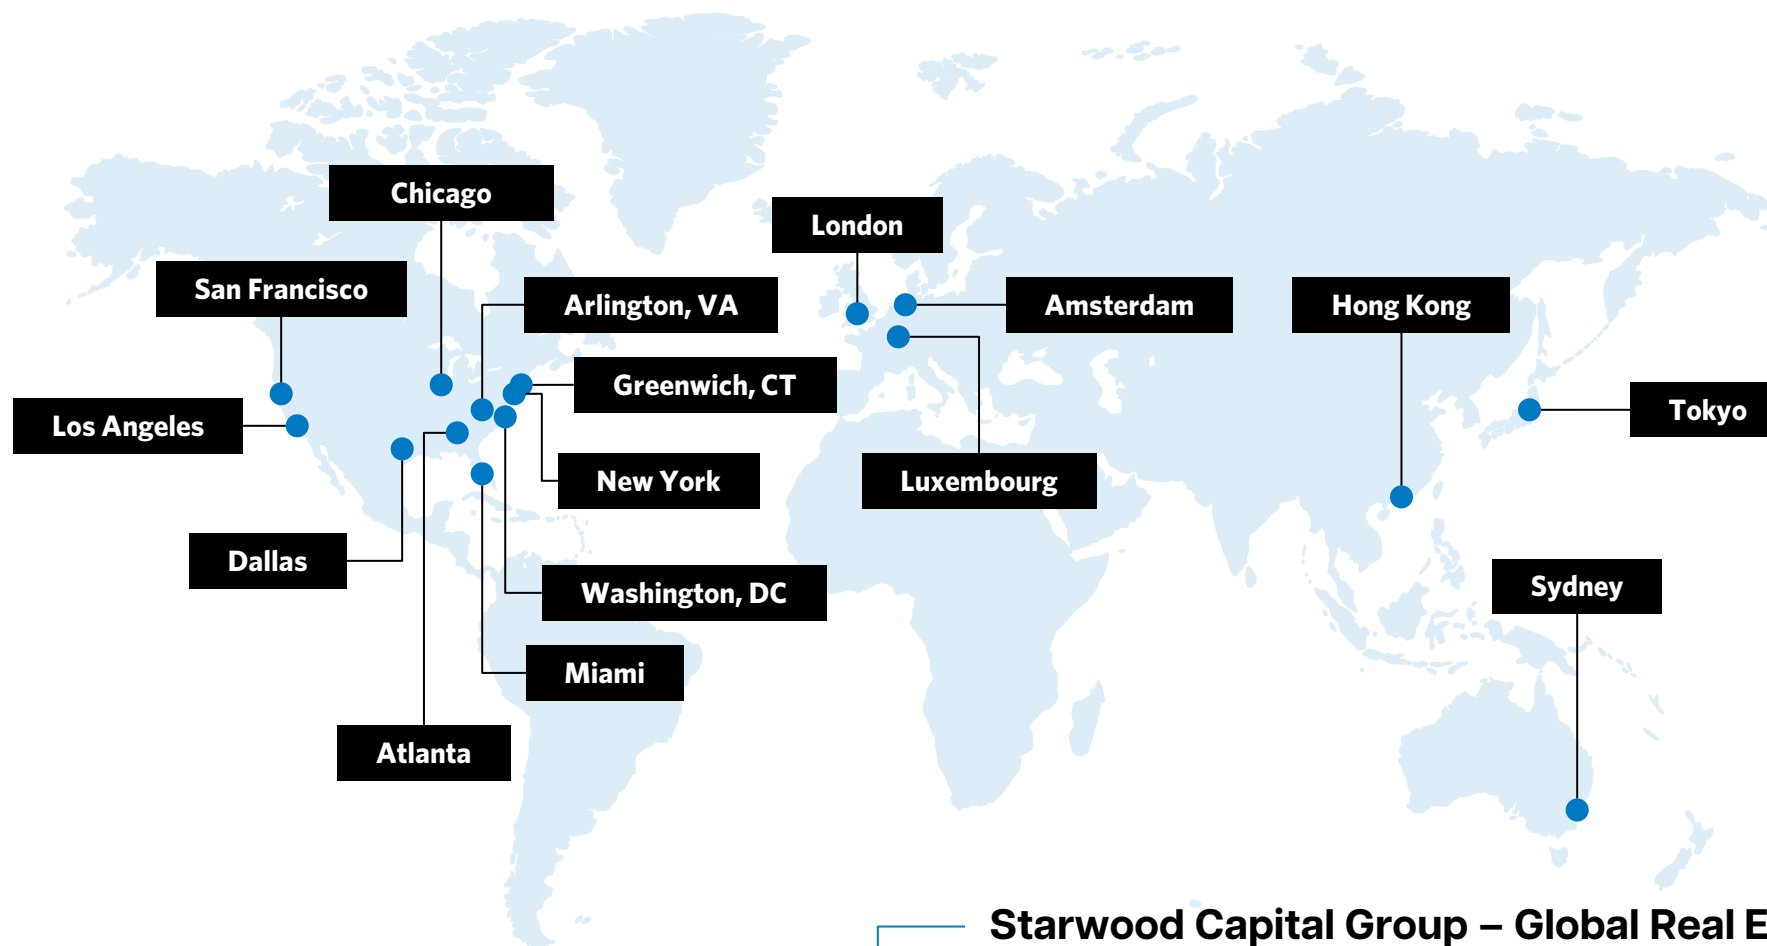 Chicago
London
San Francisco
Arlington, VA
Amsterdam
Hong Kong
Greenwich, CT
Los Angeles
Tokyo
New York
Luxembourg
Dallas
Washington, DC
Sydney
Miami
Atlanta
Starwood Capital Group – Global Real E